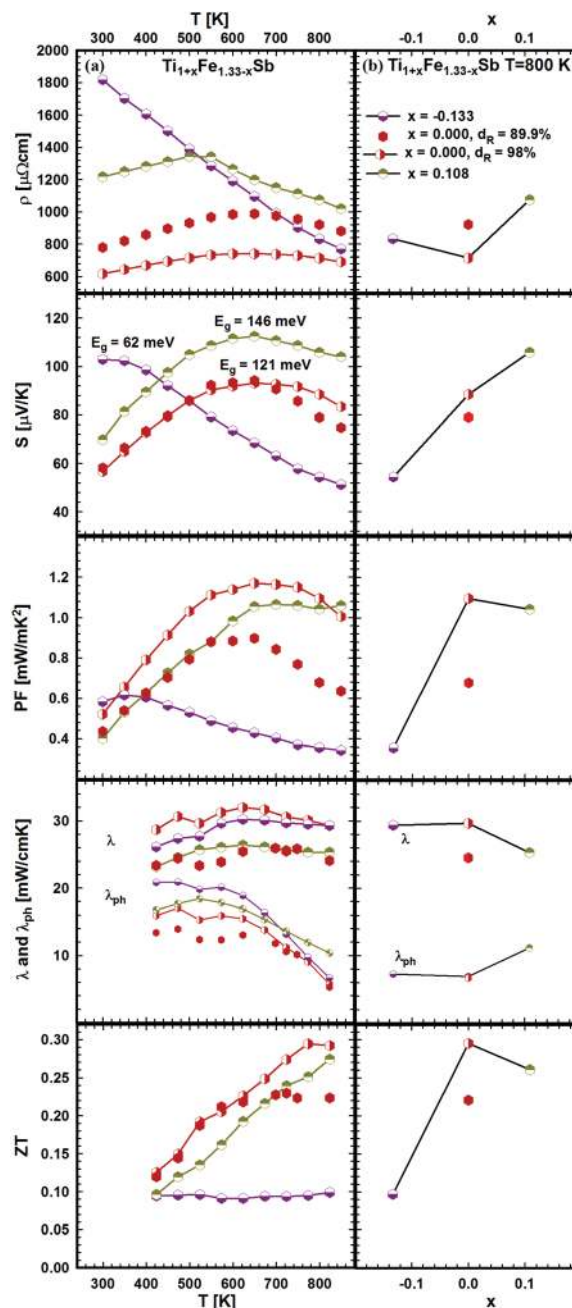 T [K]
x
300 400 500 600 700 800
-0.1 0.0 0.1
(a) Ti1+xFe1.33-xSb
(b) Ti1+xFe1.33-xSb T=800 K
x = -0.133
x = 0.000, dR = 89.9%
x = 0.000, dR = 98%
x = 0.108
ρ [μΩcm]
2000
1800
1600
1400
1200
1000
800
600
S [μV/K]
120
100
80
60
40
Eg = 146 meV
Eg = 62 meV
Eg = 121 meV
PF [mW/mK²]
1.2
1.0
0.8
0.6
0.4
λ and λph [mW/cmK]
30
20
10
λ
λph
λ
λph
ZT
0.30
0.25
0.20
0.15
0.10
0.05
0.00
300 400 500 600 700 800
-0.1 0.0 0.1
T [K]
x